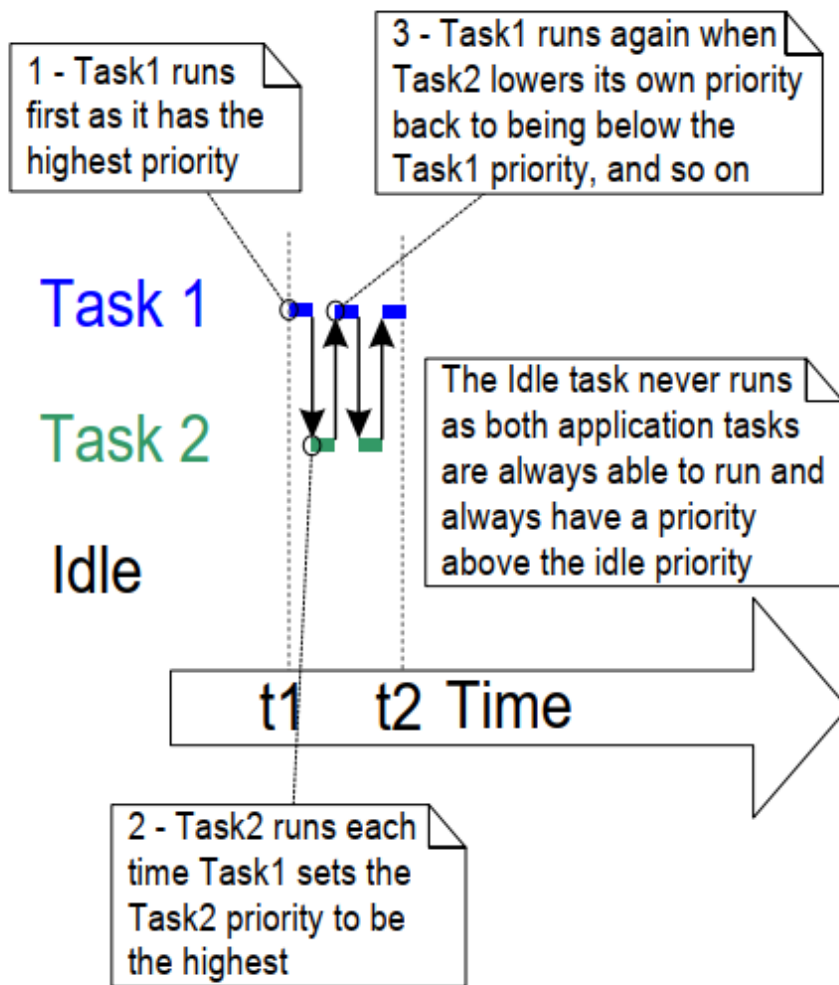 1 - Task1 runs
first as it has the
highest priority
3 - Task1 runs again when
Task2 lowers its own priority
back to being below the
Task1 priority, and so on
Task 1
Task 2
Idle
The Idle task never runs
as both application tasks
are always able to run and
always have a priority
above the idle priority
t1 t2 Time
2 - Task2 runs each
time Task1 sets the
Task2 priority to be
the highest